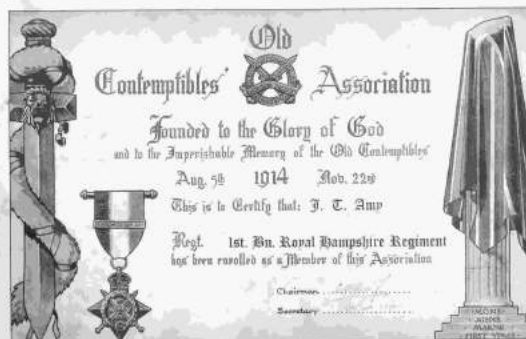 Old
Contemptibles' Association
Founded to the Glory of God
and to the Imperishable Memory of the Old Contemptibles
Aug. 5th 1914 Nov. 22nd
This is to Certify that: J. T. Amy
Regt. 1st. Bn. Royal Hampshire Regiment
has been enrolled as a Member of this Association
Chairman
Secretary
MONS
AISNE
MARNE
FIRST YPRES